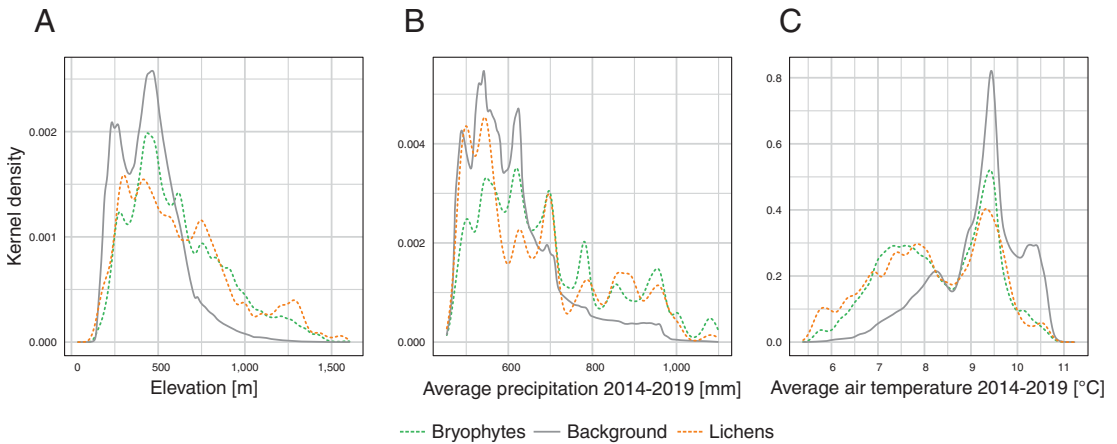 A
B
C
Kernel density
0.002
0.001
0.000
0
500
750
1,000
1,500
Elevation [m]
0.004
0.002
0.000
600
800
1,000
Average precipitation 2014-2019 [mm]
0.8
0.6
0.4
0.2
0.0
6
7
8
9
10
11
Average air temperature 2014-2019 [°C]
Bryophytes
Background
Lichens